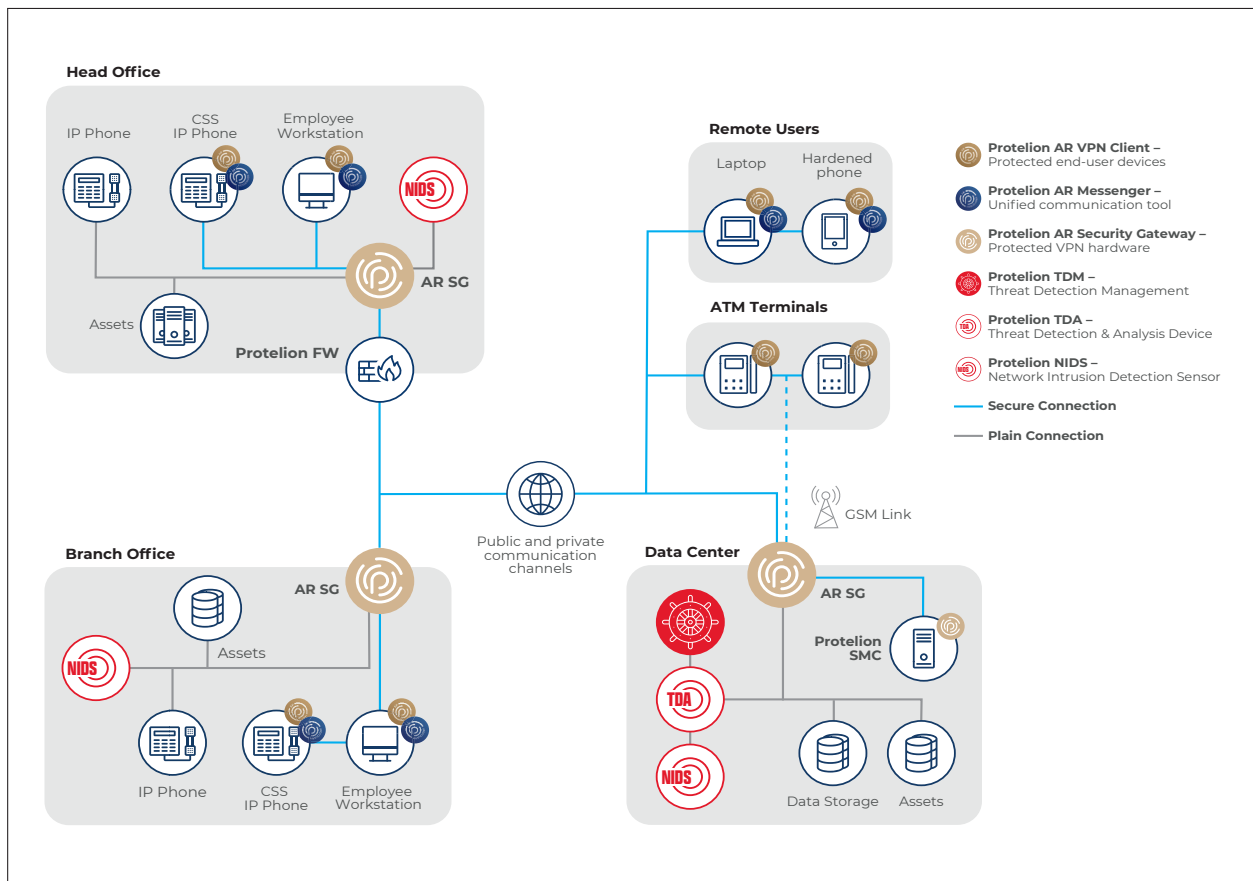 Head Office
IP Phone
CSS
IP Phone
Employee
Workstation
NIDS
AR SG
Assets
Protelion FW
Remote Users
Laptop
Hardened
phone
ATM Terminals
Protelion AR VPN Client –
Protected end-user devices
Protelion AR Messenger –
Unified communication tool
Protelion AR Security Gateway –
Protected VPN hardware
Protelion TDM –
Threat Detection Management
TDA
Protelion TDA –
Threat Detection & Analysis Device
NIDS
Protelion NIDS –
Network Intrusion Detection Sensor
Secure Connection
Plain Connection
Public and private
communication
channels
GSM Link
Branch Office
AR SG
Assets
NIDS
IP Phone
CSS
IP Phone
Employee
Workstation
Data Center
AR SG
Protelion
SMC
TDA
NIDS
Data Storage
Assets